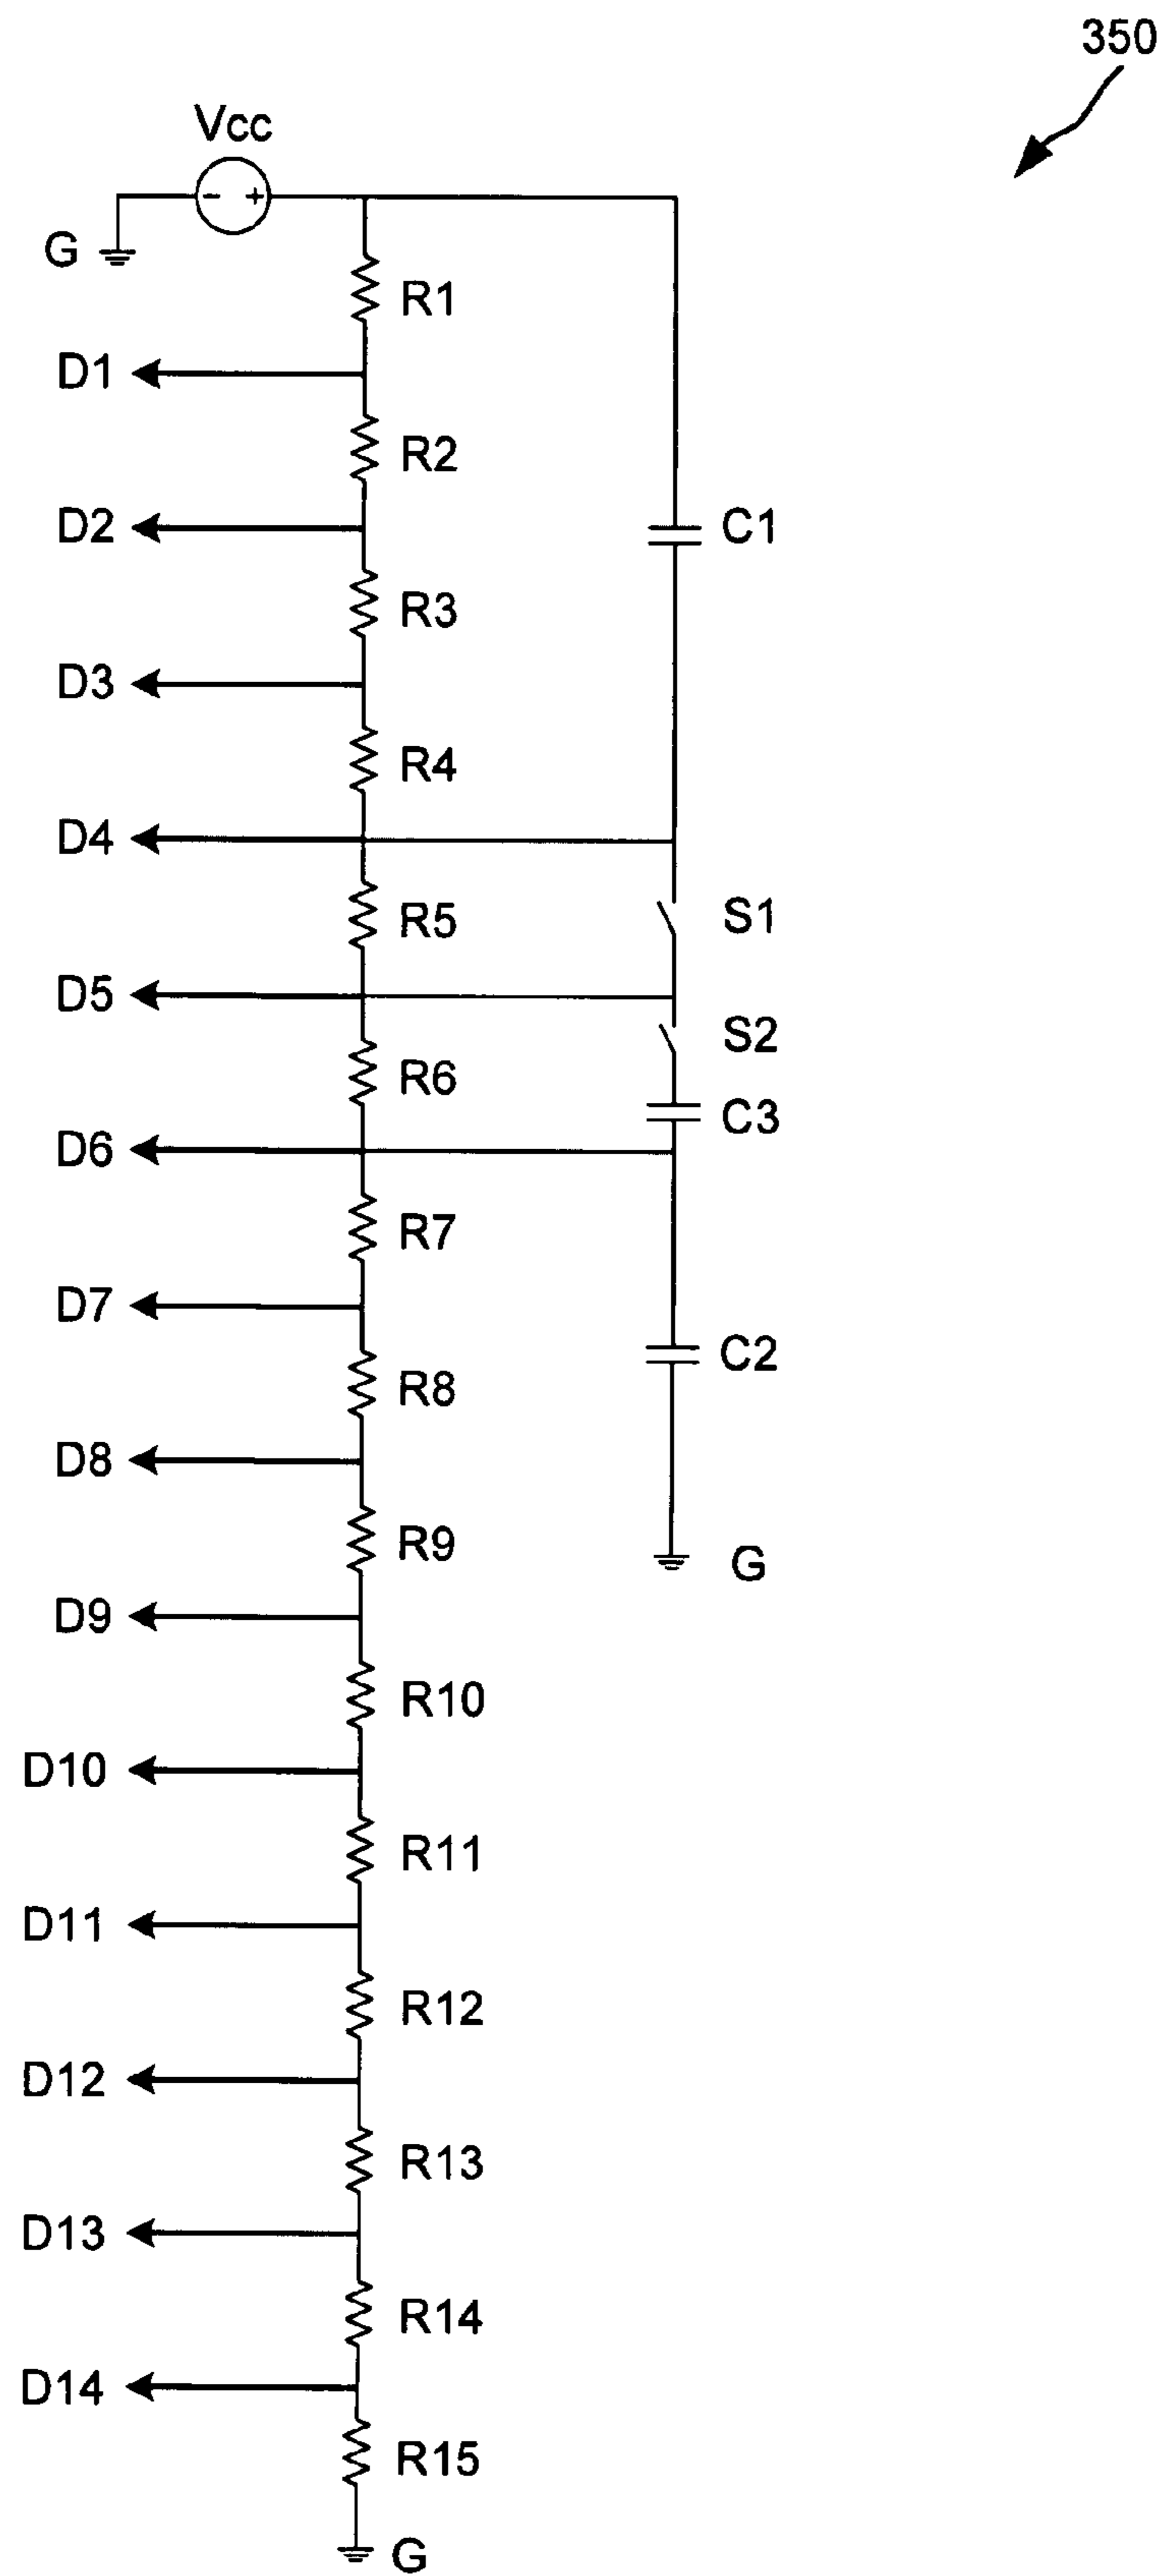 350
Vcc
- +
G
R1
D1
R2
D2
C1
R3
D3
R4
D4
R5
S1
D5
S2
R6
C3
D6
R7
D7
C2
R8
D8
R9
G
D9
R10
D10
R11
D11
R12
D12
R13
D13
R14
D14
R15
G